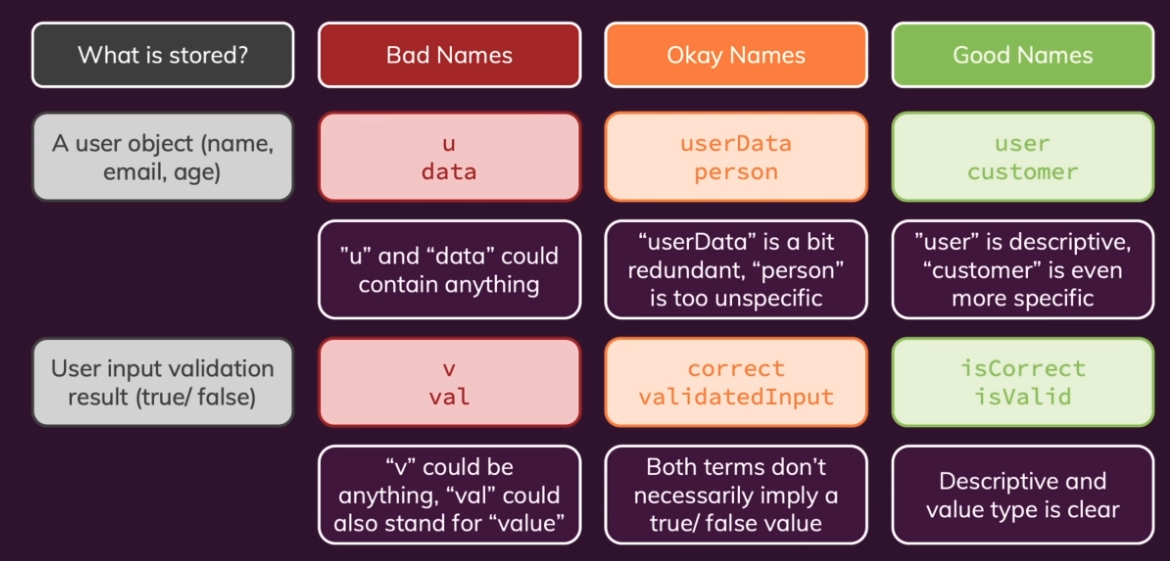 What is stored?
Bad Names
Okay Names
Good Names
A user object (name,
email, age)
u
data
userData
person
user
customer
”u” and “data” could
contain anything
“userData” is a bit
redundant, “person”
is too unspecific
”user” is descriptive,
“customer” is even
more specific
User input validation
result (true/ false)
v
val
correct
validatedInput
isCorrect
isValid
“v” could be
anything, “val” could
also stand for “value”
Both terms don’t
necessarily imply a
true/ false value
Descriptive and
value type is clear